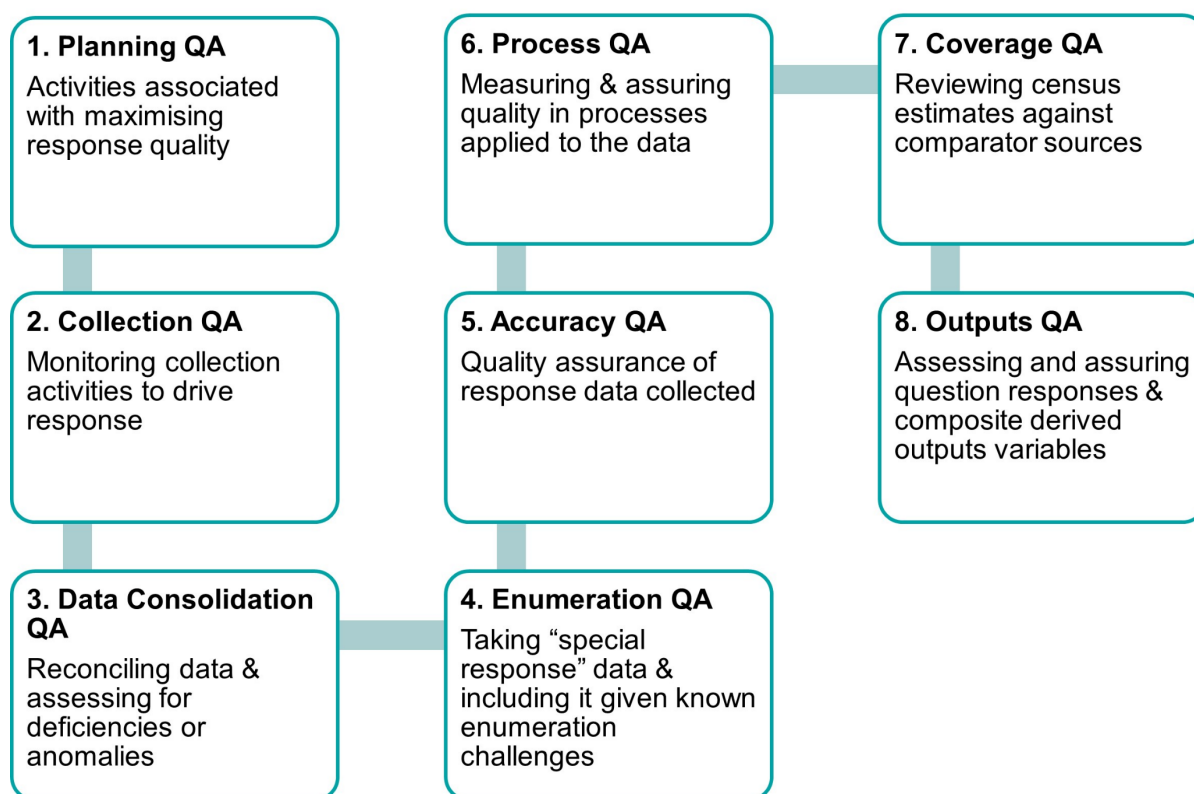 1. Planning QA
Activities associated
with maximising
response quality
2. Collection QA
Monitoring collection
activities to drive
response
3. Data Consolidation
QA
Reconciling data &
assessing for
deficiencies or
anomalies
4. Enumeration QA
Taking “special
response” data &
including it given known
enumeration
challenges
5. Accuracy QA
Quality assurance of
response data collected
6. Process QA
Measuring & assuring
quality in processes
applied to the data
7. Coverage QA
Reviewing census
estimates against
comparator sources
8. Outputs QA
Assessing and assuring
question responses &
composite derived
outputs variables